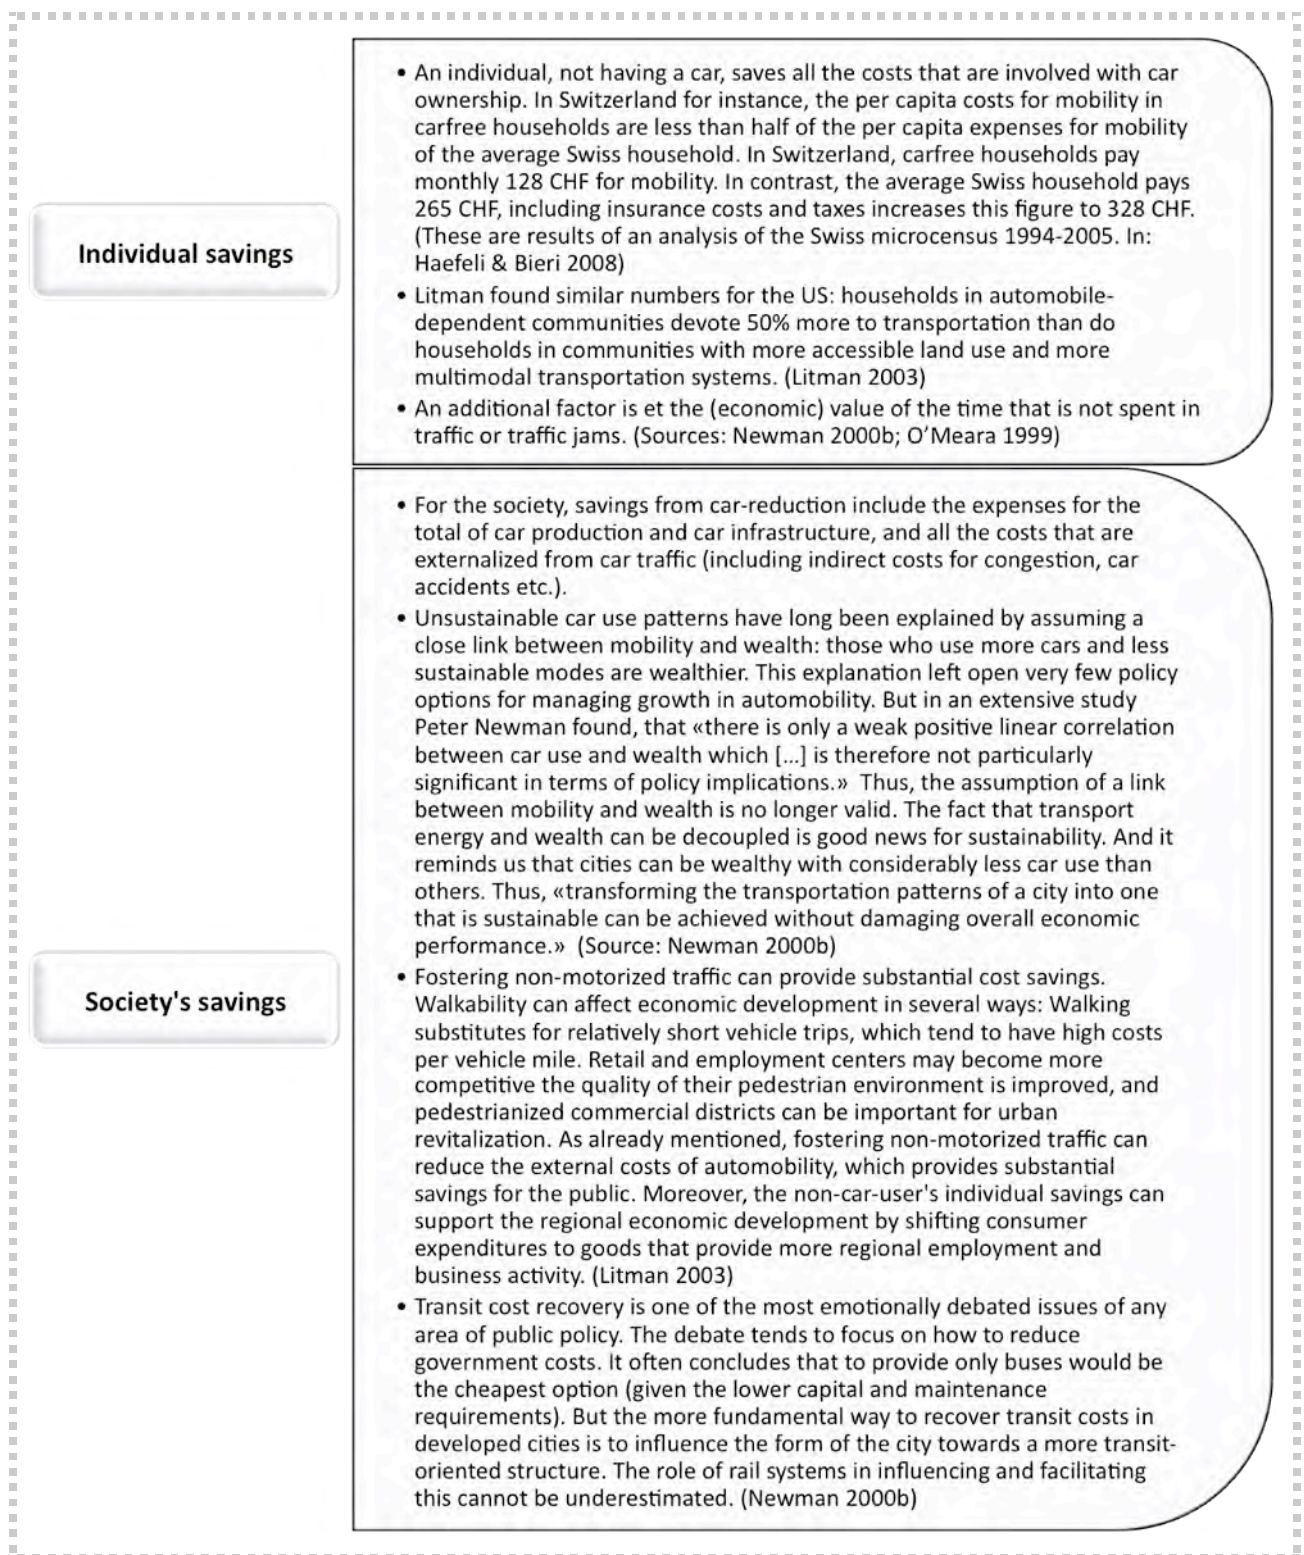 Individual savings
• An individual, not having a car, saves all the costs that are involved with car
ownership. In Switzerland for instance, the per capita costs for mobility in
carfree households are less than half of the per capita expenses for mobility
of the average Swiss household. In Switzerland, carfree households pay
monthly 128 CHF for mobility. In contrast, the average Swiss household pays
265 CHF, including insurance costs and taxes increases this figure to 328 CHF.
(These are results of an analysis of the Swiss microcensus 1994-2005. In:
Haefeli & Bieri 2008)
• Litman found similar numbers for the US: households in automobile-
dependent communities devote 50% more to transportation than do
households in communities with more accessible land use and more
multimodal transportation systems. (Litman 2003)
• An additional factor is et the (economic) value of the time that is not spent in
traffic or traffic jams. (Sources: Newman 2000b; O’Meara 1999)
Society's savings
• For the society, savings from car-reduction include the expenses for the
total of car production and car infrastructure, and all the costs that are
externalized from car traffic (including indirect costs for congestion, car
accidents etc.).
• Unsustainable car use patterns have long been explained by assuming a
close link between mobility and wealth: those who use more cars and less
sustainable modes are wealthier. This explanation left open very few policy
options for managing growth in automobility. But in an extensive study
Peter Newman found, that «there is only a weak positive linear correlation
between car use and wealth which [...] is therefore not particularly
significant in terms of policy implications.» Thus, the assumption of a link
between mobility and wealth is no longer valid. The fact that transport
energy and wealth can be decoupled is good news for sustainability. And it
reminds us that cities can be wealthy with considerably less car use than
others. Thus, «transforming the transportation patterns of a city into one
that is sustainable can be achieved without damaging overall economic
performance.» (Source: Newman 2000b)
• Fostering non-motorized traffic can provide substantial cost savings.
Walkability can affect economic development in several ways: Walking
substitutes for relatively short vehicle trips, which tend to have high costs
per vehicle mile. Retail and employment centers may become more
competitive the quality of their pedestrian environment is improved, and
pedestrianized commercial districts can be important for urban
revitalization. As already mentioned, fostering non-motorized traffic can
reduce the external costs of automobility, which provides substantial
savings for the public. Moreover, the non-car-user's individual savings can
support the regional economic development by shifting consumer
expenditures to goods that provide more regional employment and
business activity. (Litman 2003)
• Transit cost recovery is one of the most emotionally debated issues of any
area of public policy. The debate tends to focus on how to reduce
government costs. It often concludes that to provide only buses would be
the cheapest option (given the lower capital and maintenance
requirements). But the more fundamental way to recover transit costs in
developed cities is to influence the form of the city towards a more transit-
oriented structure. The role of rail systems in influencing and facilitating
this cannot be underestimated. (Newman 2000b)